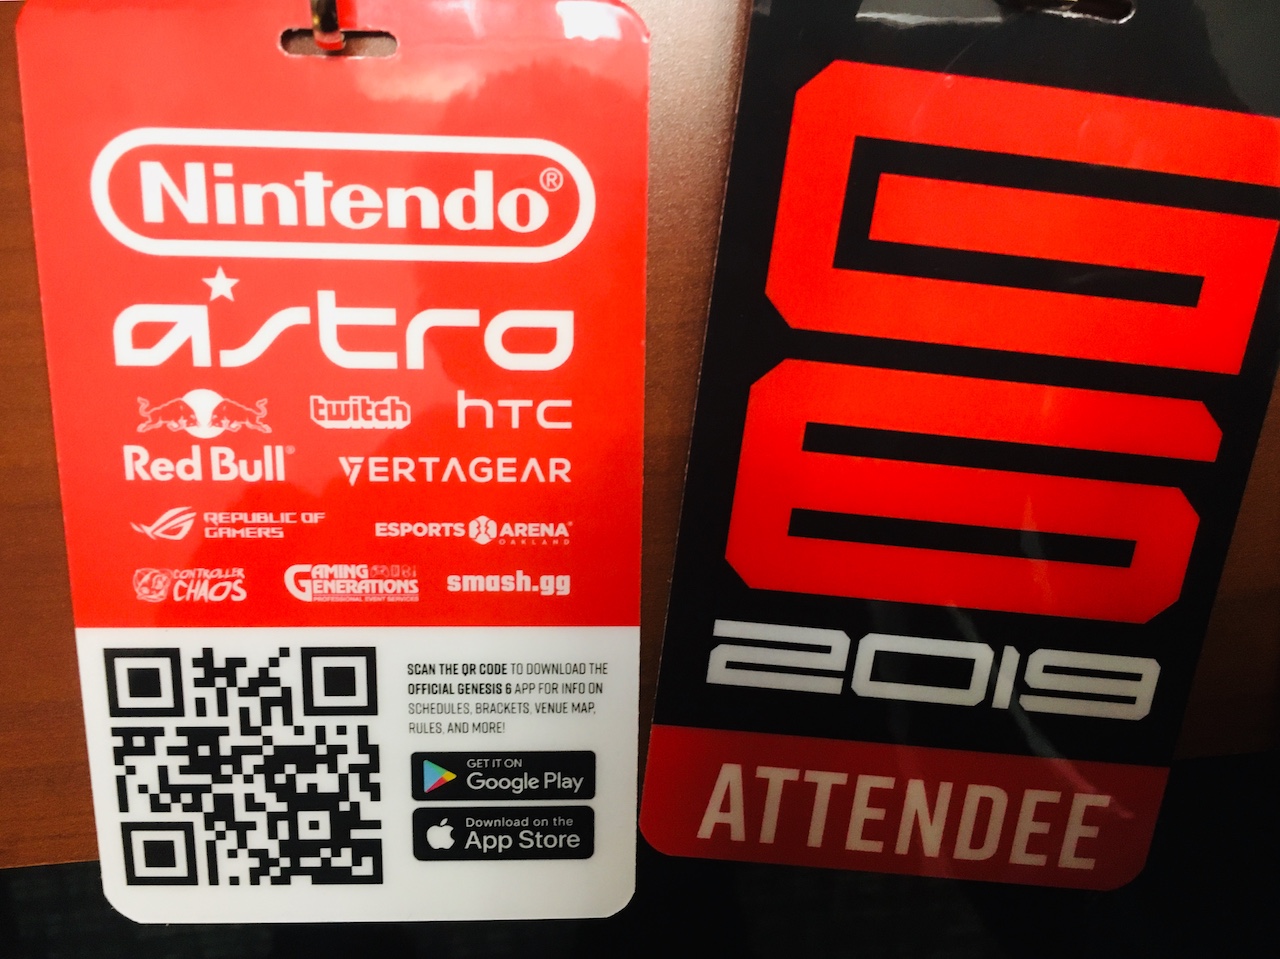 Nintendo®
astro
Red Bull®
twitch
hTC
VERTAGEAR
REPUBLIC OF
GAMERS
ESPORTS ARENA®
OAKLAND
CONTROLLER
CHAOS
GAMING
GENERATIONS
PROFESSIONAL EVENT SERVICES
smash.gg
SCAN THE QR CODE TO DOWNLOAD THE
OFFICIAL GENESIS 6 APP FOR INFO ON
SCHEDULES, BRACKETS, VENUE MAP,
RULES, AND MORE!
GET IT ON
Google Play
Download on the
App Store
G6
2019
ATTENDEE